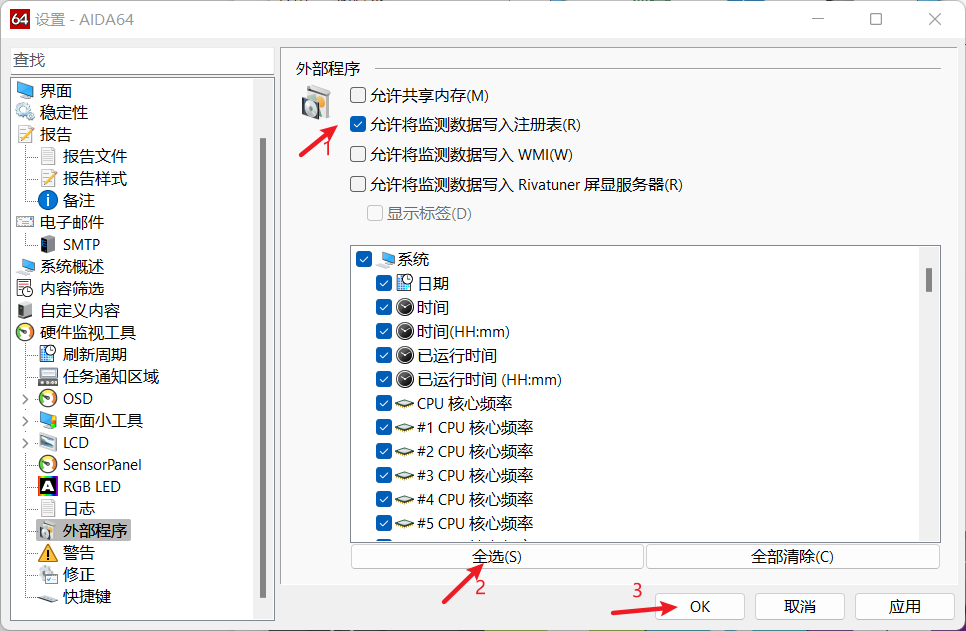 64 设置 - AIDA64
查找
界面
稳定性
报告
报告文件
报告样式
备注
电子邮件
SMTP
系统概述
内容筛选
自定义内容
硬件监视工具
刷新周期
任务通知区域
OSD
桌面小工具
LCD
SensorPanel
A RGB LED
日志
外部程序
警告
修正
快捷键
外部程序
允许共享内存(M)
允许将监测数据写入注册表(R)
1
允许将监测数据写入 WMI(W)
允许将监测数据写入 Rivatuner 屏显服务器(R)
显示标签(D)
系统
日期
时间
时间(HH:mm)
已运行时间
已运行时间 (HH:mm)
CPU 核心频率
#1 CPU 核心频率
#2 CPU 核心频率
#3 CPU 核心频率
#4 CPU 核心频率
#5 CPU 核心频率
全选(S)
全部清除(C)
2
3
OK
取消
应用